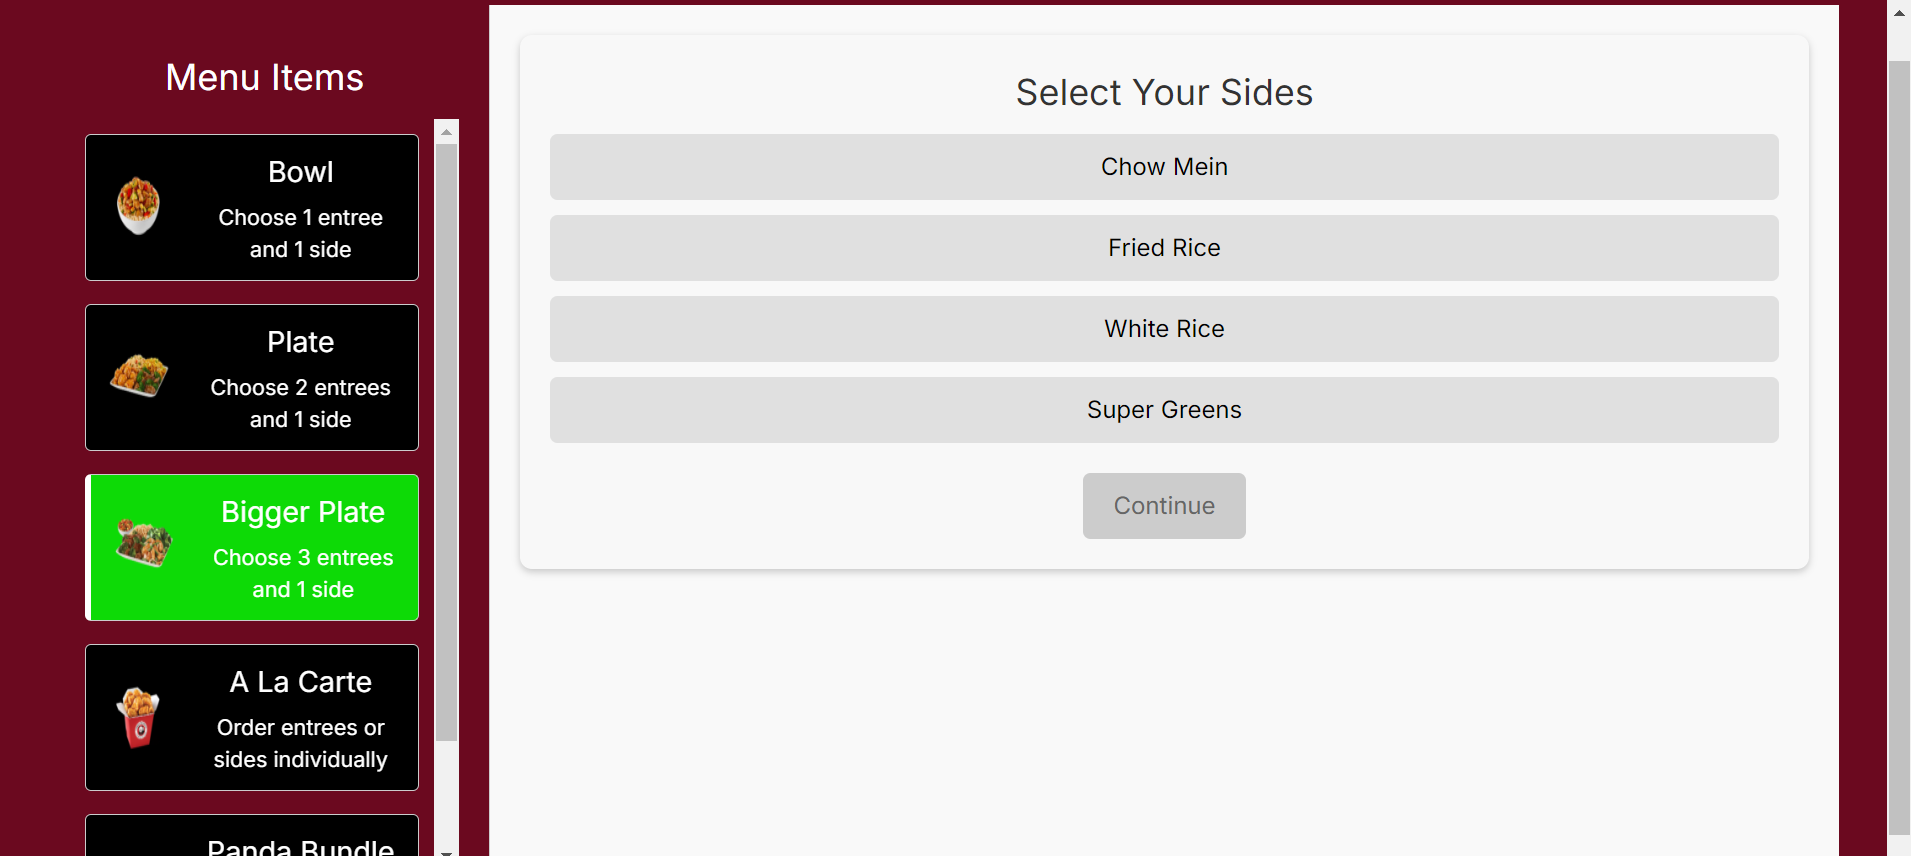 Menu Items
Bowl
Choose 1 entree
and 1 side
Plate
Choose 2 entrees
and 1 side
Bigger Plate
Choose 3 entrees
and 1 side
A La Carte
Order entrees or
sides individually
Panda Bundle
Select Your Sides
Chow Mein
Fried Rice
White Rice
Super Greens
Continue